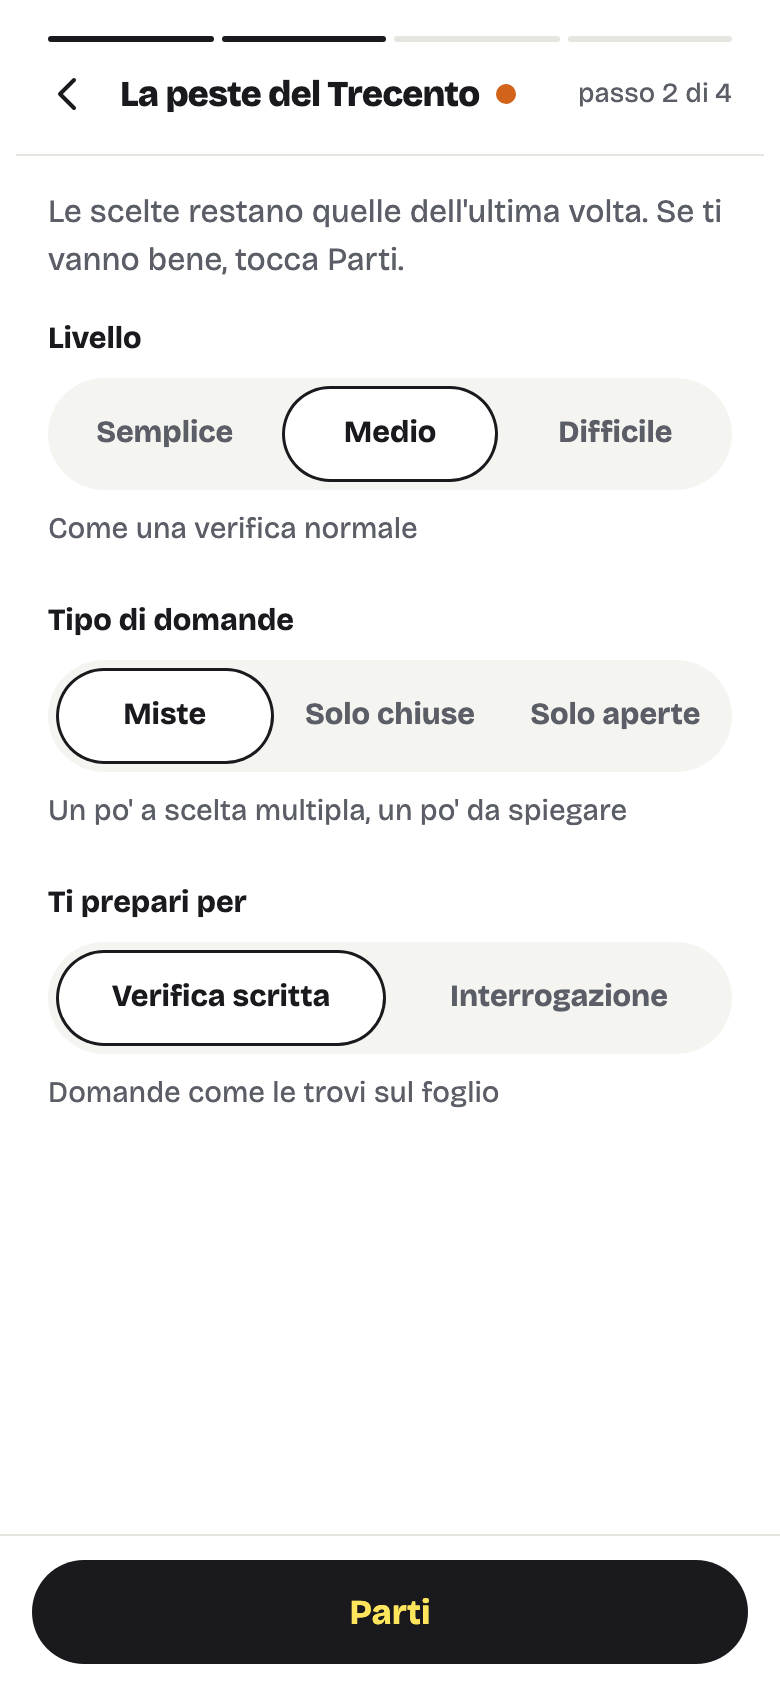 La peste del Trecento
passo 2 di 4
Le scelte restano quelle dell'ultima volta. Se ti
vanno bene, tocca Parti.
Livello
Semplice
Medio
Difficile
Come una verifica normale
Tipo di domande
Miste
Solo chiuse
Solo aperte
Un po' a scelta multipla, un po' da spiegare
Ti prepari per
Verifica scritta
Interrogazione
Domande come le trovi sul foglio
Parti